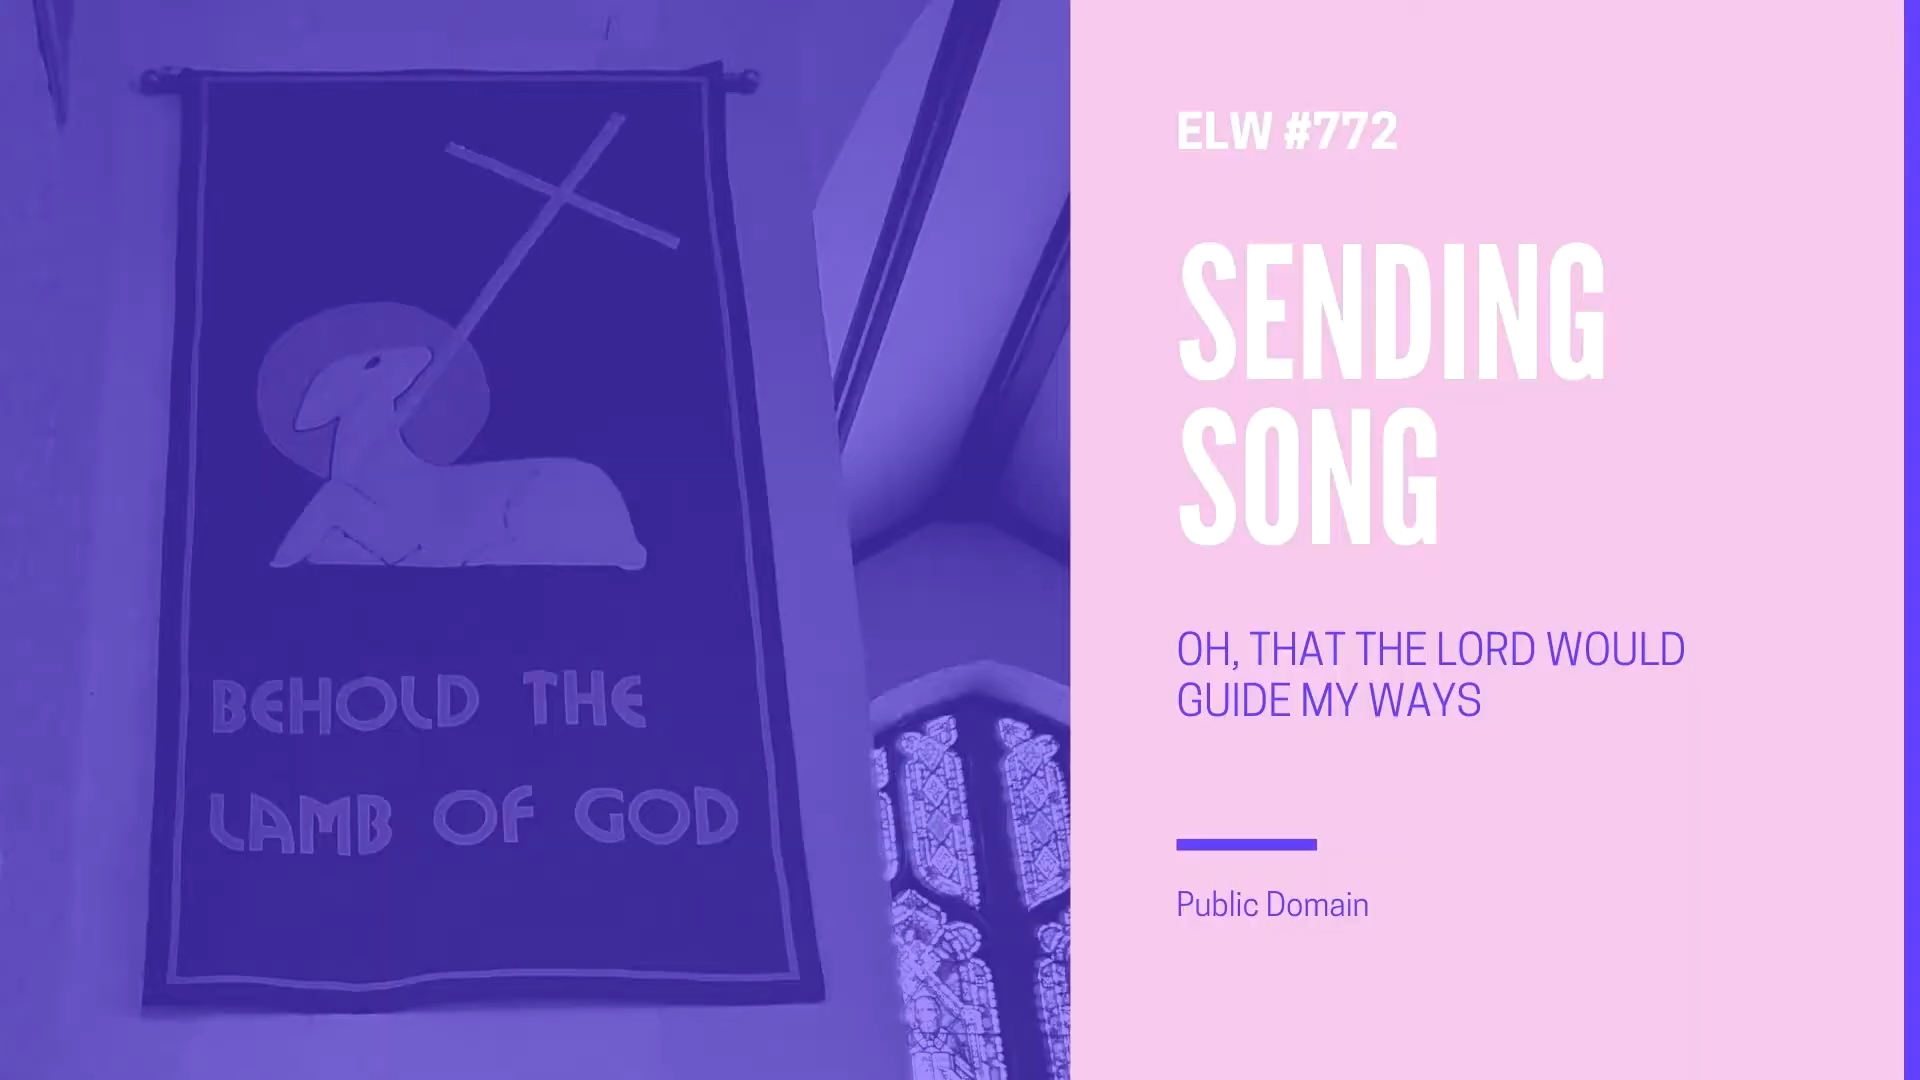 BEHOLD THE
LAMB OF GOD
ELW #772
SENDING
SONG
OH, THAT THE LORD WOULD
GUIDE MY WAYS
Public Domain